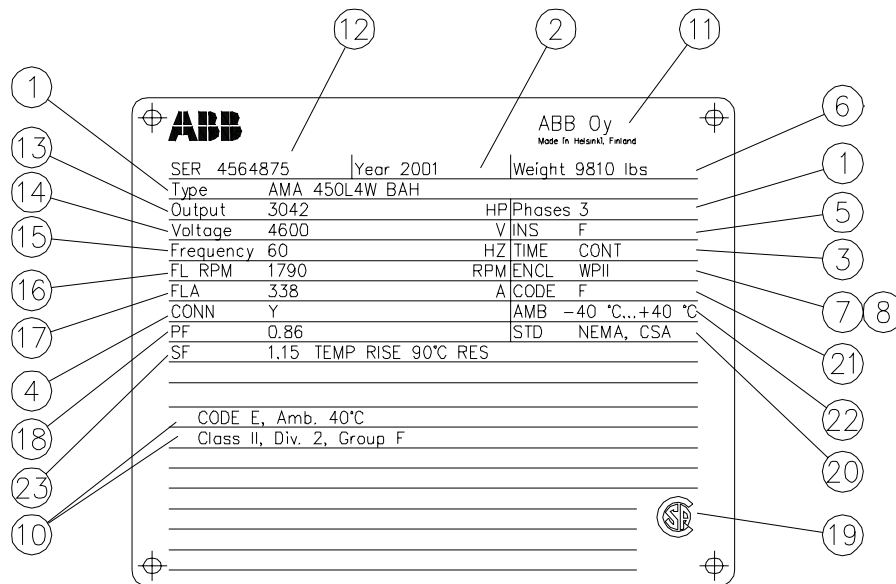 12 2 11
1 6
ABB ABB Oy
Made in Helsinki, Finland
13 1
SER 4564875 Year 2001 Weight 9810 lbs
Type AMA 450L4W BAH
14 5
Output 3042 HP Phases 3
Voltage 4600 V INS F
15 3
Frequency 60 HZ TIME CONT
FL RPM 1790 RPM ENCL WPII
16 7 8
FLA 338 A CODE F
17 21
CONN Y AMB -40 °C...+40 °C
PF 0.86 STD NEMA, CSA
SF 1.15 TEMP RISE 90°C RES
4 22
CODE E, Amb. 40°C
18 20
Class II, Div. 2, Group F
23
10 19